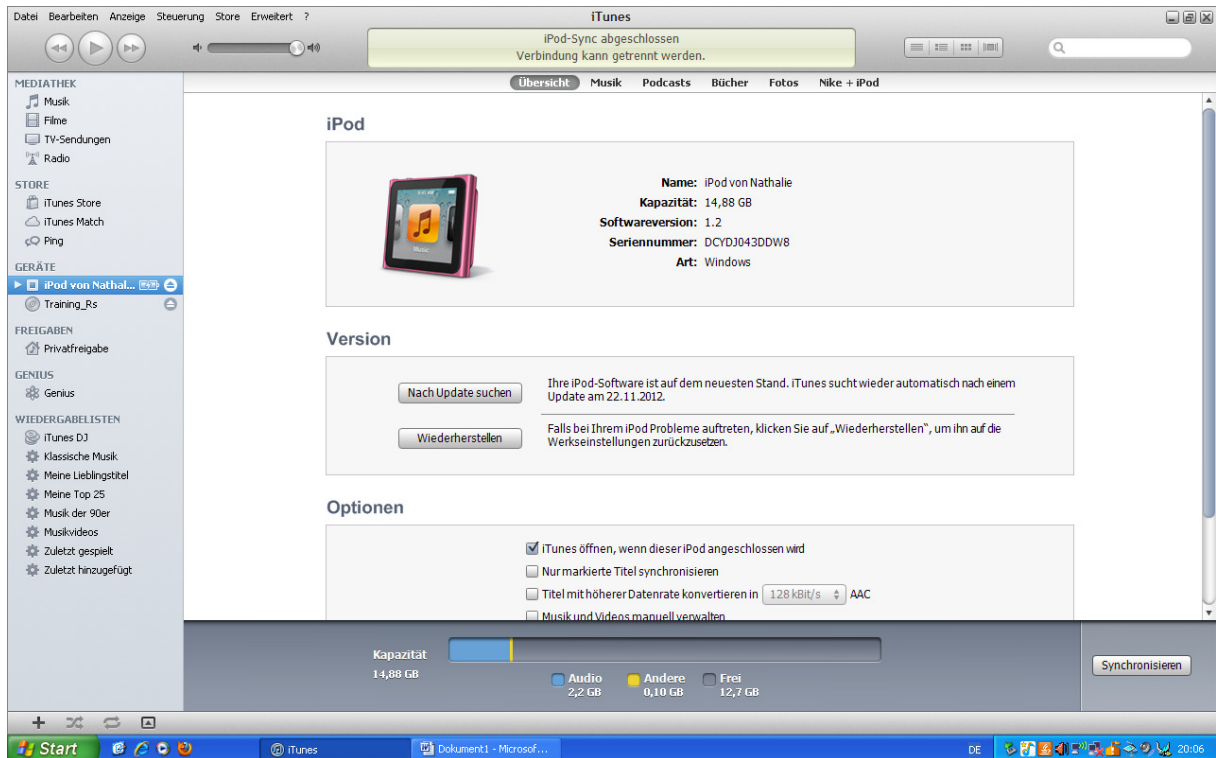 Datei Bearbeiten Anzeige Steuerung Store Erweitert ?
iTunes
iPod-Sync abgeschlossen
Verbindung kann getrennt werden.
MEDIATHEK
Musik
Filme
TV-Sendungen
Radio
STORE
iTunes Store
iTunes Match
Ping
GERÄTE
iPod von Nathal...
Training_Rs
FREIGABEN
Privatfreigabe
GENIUS
Genius
WIEDERGABELISTEN
iTunes DJ
Klassische Musik
Meine Lieblingstitel
Meine Top 25
Musik der 90er
Musikvideos
Zuletzt gespielt
Zuletzt hinzugefügt
Übersicht Musik Podcasts Bücher Fotos Nike + iPod
iPod
Music
Name: iPod von Nathalie
Kapazität: 14,88 GB
Softwareversion: 1.2
Seriennummer: DCYDJ043DDW8
Art: Windows
Version
Nach Update suchen
Ihre iPod-Software ist auf dem neuesten Stand. iTunes sucht wieder automatisch nach einem
Update am 22.11.2012.
Wiederherstellen
Falls bei Ihrem iPod Probleme auftreten, klicken Sie auf „Wiederherstellen“, um ihn auf die
Werkseinstellungen zurückzusetzen.
Optionen
iTunes öffnen, wenn dieser iPod angeschlossen wird
Nur markierte Titel synchronisieren
Titel mit höherer Datenrate konvertieren in 128 kBit/s AAC
Musik und Videos manuell verwalten
Kapazität
14,88 GB
Audio
2,2 GB
Andere
0,10 GB
Frei
12,7 GB
Synchronisieren
Start
iTunes
Dokument1 - Microsof...
DE
20:06